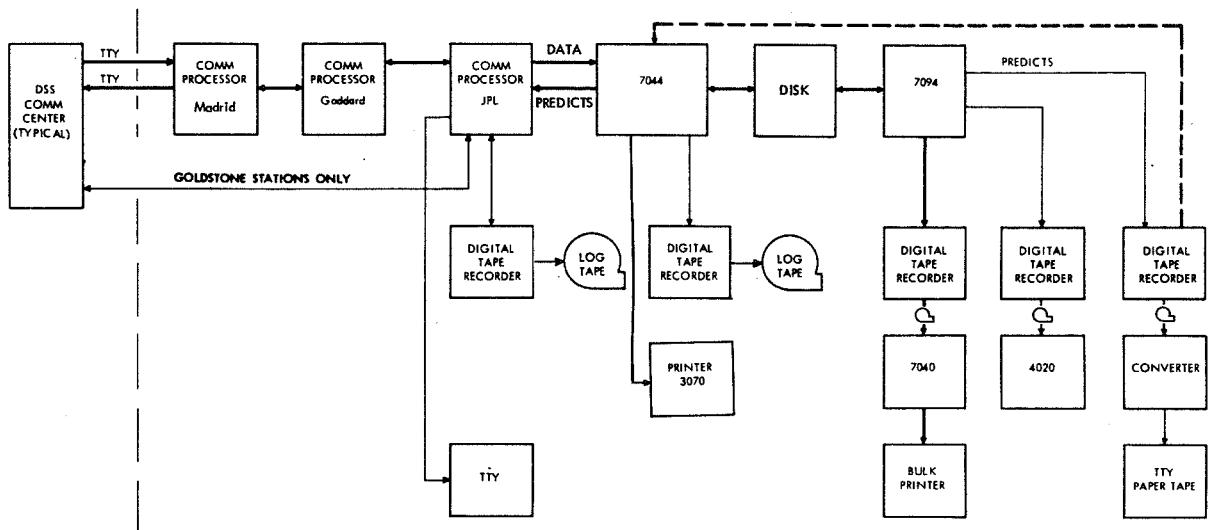 DSS
COMM
CENTER
(TYPICAL)
TTY
TTY
COMM
PROCESSOR
Madrid
COMM
PROCESSOR
Goddard
COMM
PROCESSOR
JPL
DATA
PREDICTS
7044
DISK
7094
PREDICTS
GOLDSTONE STATIONS ONLY
DIGITAL
TAPE
RECORDER
LOG
TAPE
DIGITAL
TAPE
RECORDER
LOG
TAPE
DIGITAL
TAPE
RECORDER
DIGITAL
TAPE
RECORDER
DIGITAL
TAPE
RECORDER
PRINTER
3070
7040
4020
CONVERTER
TTY
BULK
PRINTER
TTY
PAPER TAPE